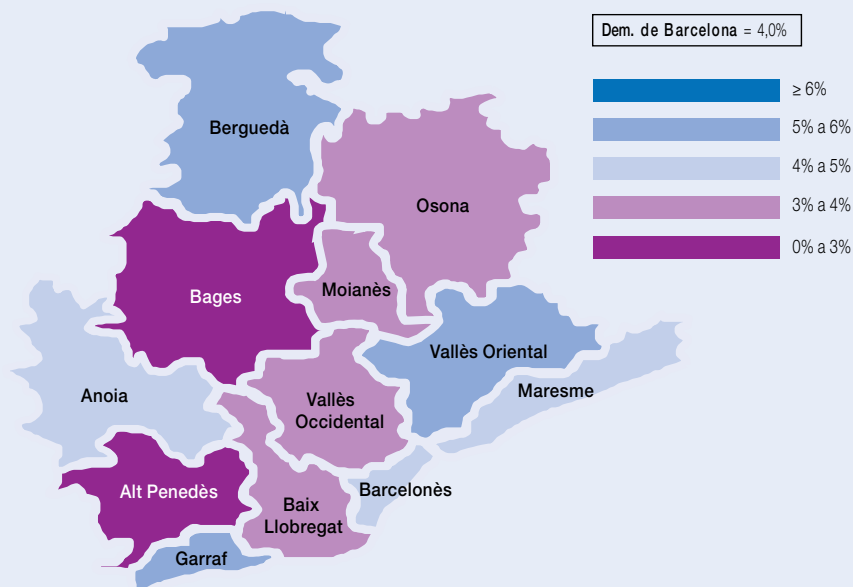 Dem. de Barcelona = 4,0%
≥ 6%
5% a 6%
4% a 5%
3% a 4%
0% a 3%
Berguedà
Osona
Bages
Moianès
Vallès Oriental
Maresme
Anoia
Vallès
Occidental
Alt Penedès
Barcelonès
Baix
Llobregat
Garraf